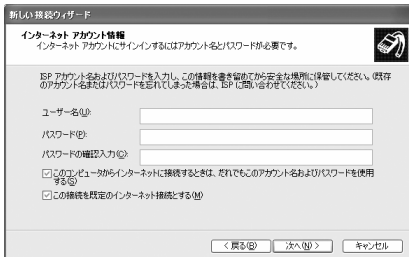 新しい接続ウィザード
インターネット アカウント情報
インターネット アカウントにサインインするにはアカウント名とパスワードが必要です。
ISP アカウント名およびパスワードを入力し、この情報を書き留めてから安全な場所に保管してください。(既存
のアカウント名またはパスワードを忘れてしまった場合は、ISP に問い合わせてください。)
ユーザー名(U):
パスワード(P):
パスワードの確認入力(C):
このコンピュータからインターネットに接続するときは、だれでもこのアカウント名およびパスワードを使用
する(S)
この接続を既定のインターネット接続とする(M)
< 戻る(B)
次へ(N) >
キャンセル